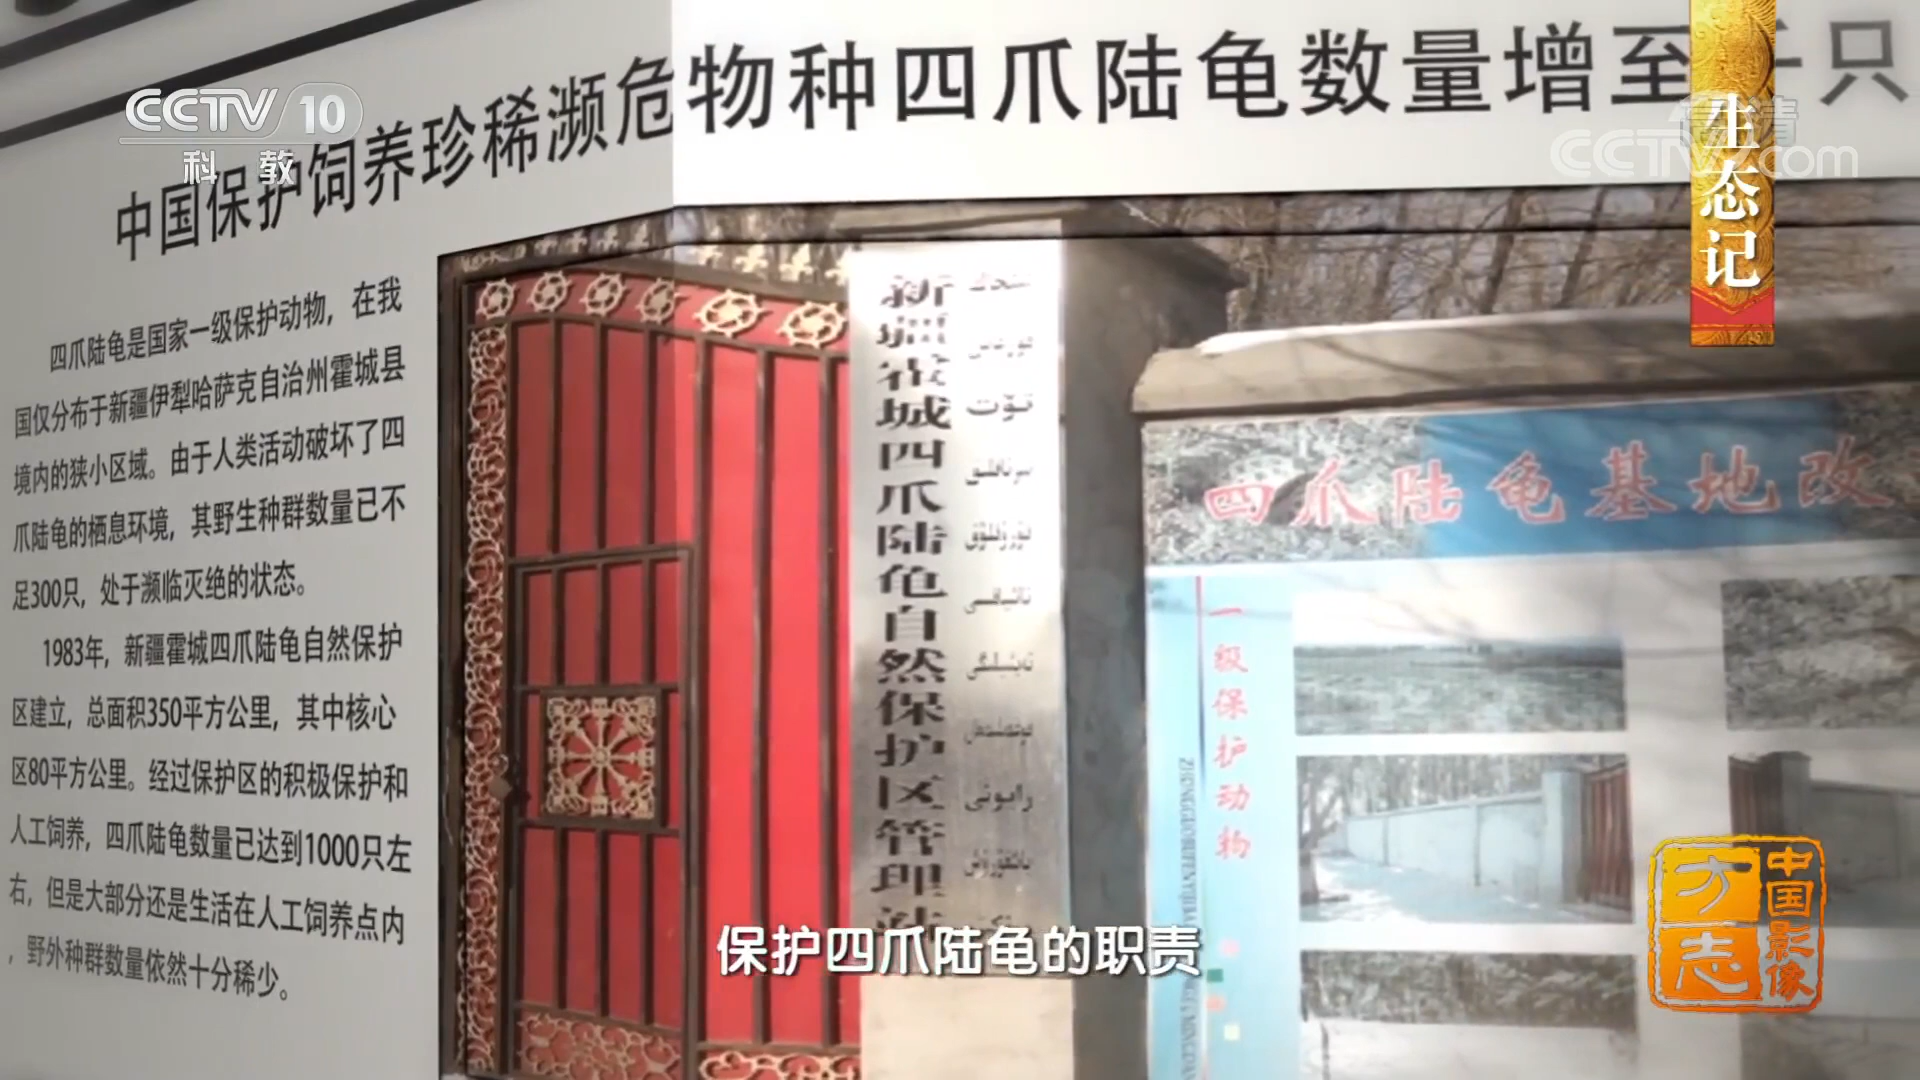 CCTV 10
科 教
中国保护饲养珍稀濒危物种四爪陆龟数量增至千只
高清
CCTV.com
生态记
四爪陆龟是国家一级保护动物，在我
国仅分布于新疆伊犁哈萨克自治州霍城县
境内的狭小区域。由于人类活动破坏了四
爪陆龟的栖息环境，其野生种群数量已不
足300只，处于濒临灭绝的状态。
1983年，新疆霍城四爪陆龟自然保护
区建立，总面积350平方公里，其中核心
区80平方公里。经过保护区的积极保护和
人工饲养，四爪陆龟数量已达到1000只左
右，但是大部分还是生活在人工饲养点内
，野外种群数量依然十分稀少。
新疆霍城四爪陆龟自然保护区管理站
四爪陆龟基地改
一级保护动物
保护四爪陆龟的职责
中国影像
方志